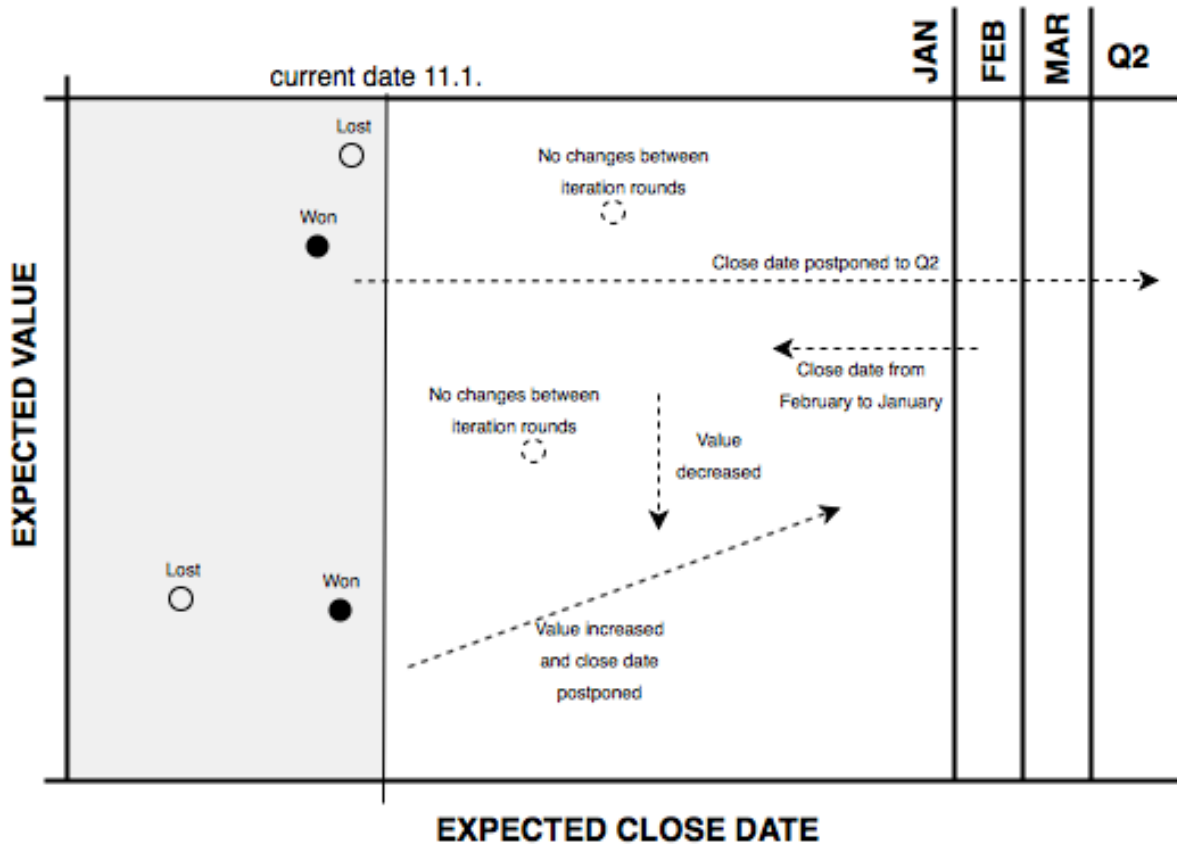 JAN
FEB
MAR
Q2
current date 11.1.
Lost
No changes between
iteration rounds
Won
Close date postponed to Q2
Close date from
February to January
No changes between
iteration rounds
Value
decreased
Lost
Won
Value increased
and close date
postponed
EXPECTED VALUE
EXPECTED CLOSE DATE